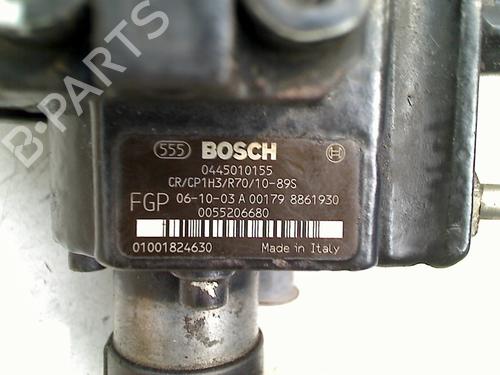 555 BOSCH
0445010155
CR/CP1H3/R70/10-89S
FGP 06-10-03 A 00179 8861930
0055206680
01001824630 Made in Italy
B-PARTS